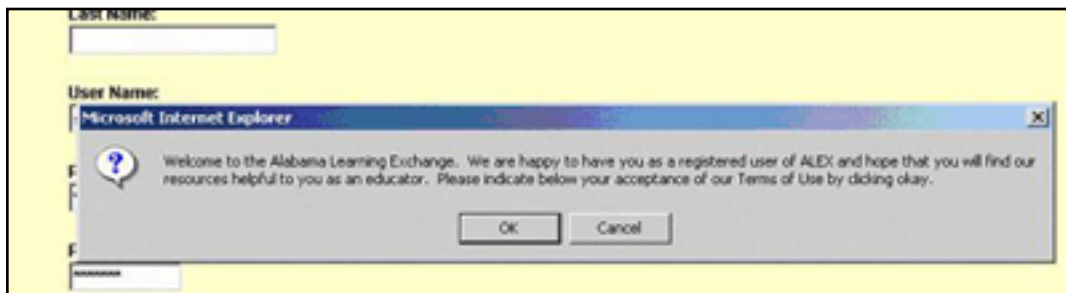 Last Name:
User Name:
Microsoft Internet Explorer
Welcome to the Alabama Learning Exchange. We are happy to have you as a registered user of ALEX and hope that you will find our
resources helpful to you as an educator. Please indicate below your acceptance of our Terms of Use by clicking okay.
OK Cancel